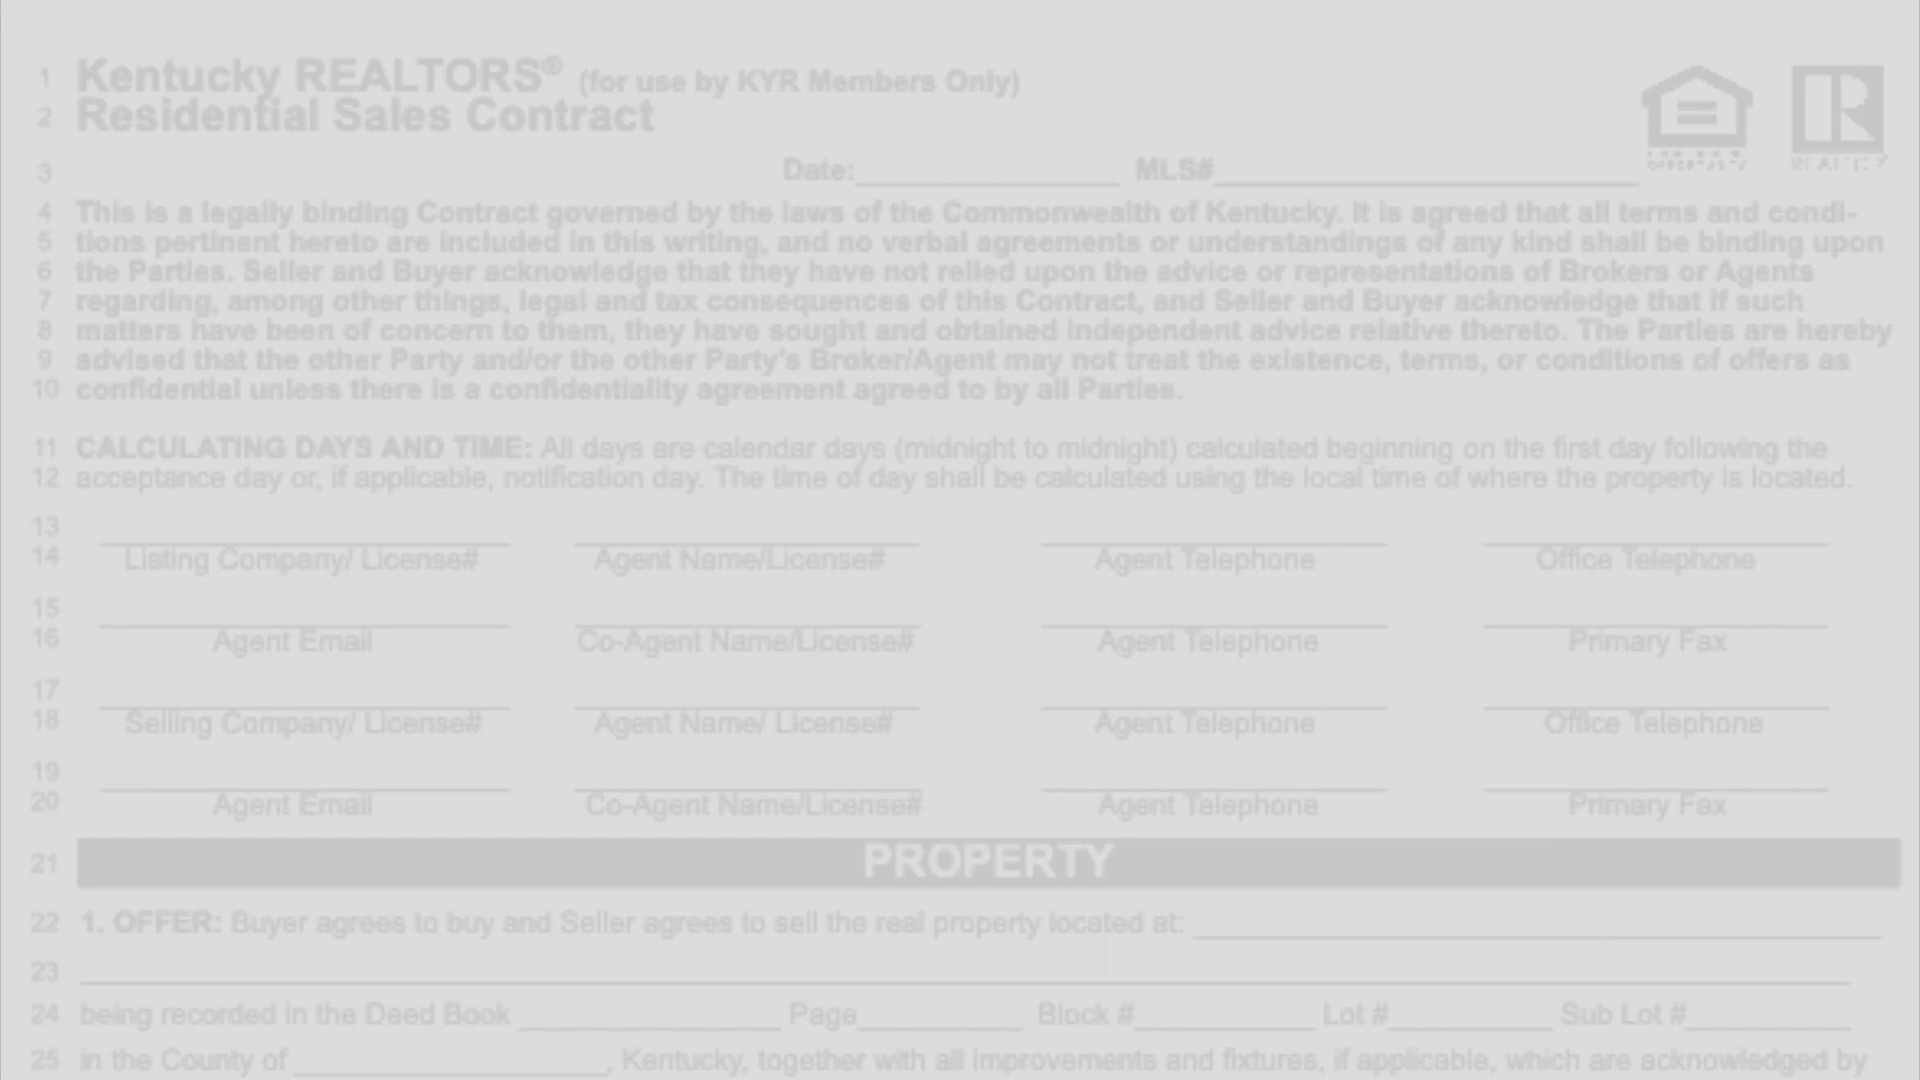 1 Kentucky REALTORS® (for use by KYR Members Only)
2 Residential Sales Contract
3 Date:______________ MLS#______________________
4 This is a legally binding Contract governed by the laws of the Commonwealth of Kentucky. It is agreed that all terms and condi-
5 tions pertinent hereto are included in this writing, and no verbal agreements or understandings of any kind shall be binding upon
6 the Parties. Seller and Buyer acknowledge that they have not relied upon the advice or representations of Brokers or Agents
7 regarding, among other things, legal and tax consequences of this Contract, and Seller and Buyer acknowledge that if such
8 matters have been of concern to them, they have sought and obtained independent advice relative thereto. The Parties are hereby
9 advised that the other Party and/or the other Party's Broker/Agent may not treat the existence, terms, or conditions of offers as
10 confidential unless there is a confidentiality agreement agreed to by all Parties.
11 CALCULATING DAYS AND TIME: All days are calendar days (midnight to midnight) calculated beginning on the first day following the
12 acceptance day or, if applicable, notification day. The time of day shall be calculated using the local time of where the property is located.
13
14 Listing Company/ License# Agent Name/License# Agent Telephone Office Telephone
15
16 Agent Email Co-Agent Name/License# Agent Telephone Primary Fax
17
18 Selling Company/ License# Agent Name/ License# Agent Telephone Office Telephone
19
20 Agent Email Co-Agent Name/License# Agent Telephone Primary Fax
21 PROPERTY
22 1. OFFER: Buyer agrees to buy and Seller agrees to sell the real property located at: ______________
23
24 being recorded in the Deed Book ______________ Page_________ Block #__________ Lot #_________ Sub Lot #_________
25 in the County of __________________, Kentucky, together with all improvements and fixtures, if applicable, which are acknowledged by